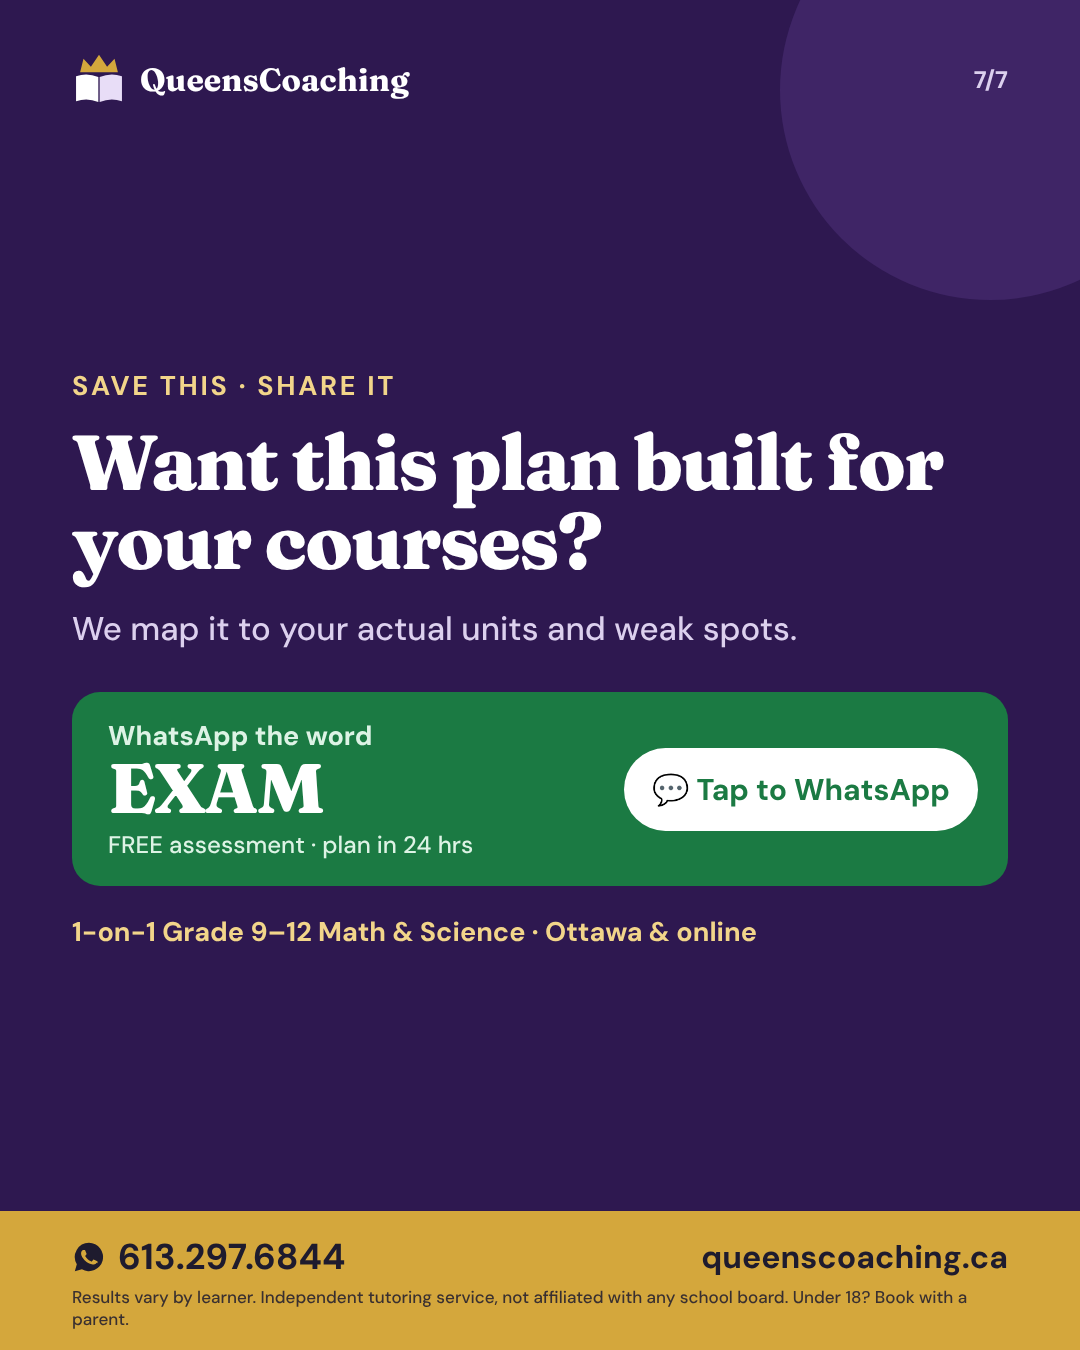 QueensCoaching
7/7
SAVE THIS · SHARE IT
Want this plan built for
your courses?
We map it to your actual units and weak spots.
WhatsApp the word
EXAM
FREE assessment · plan in 24 hrs
💬 Tap to WhatsApp
1-on-1 Grade 9–12 Math & Science · Ottawa & online
613.297.6844
queenscoaching.ca
Results vary by learner. Independent tutoring service, not affiliated with any school board. Under 18? Book with a
parent.